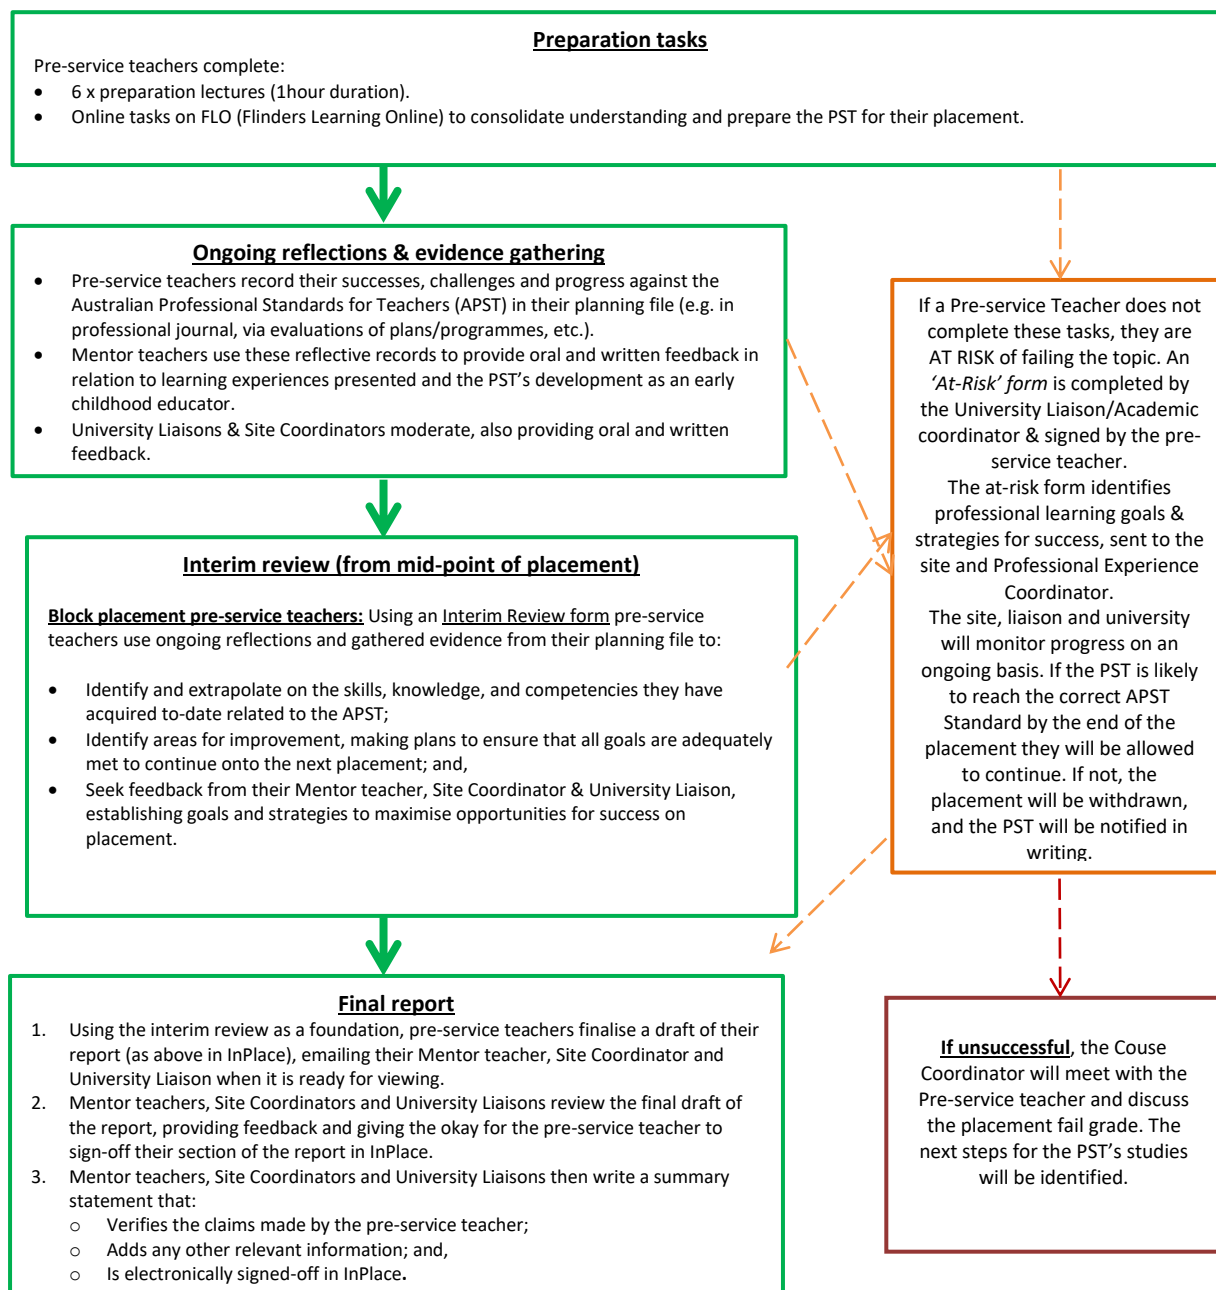 Preparation tasks
Pre-service teachers complete:
• 6 x preparation lectures (1hour duration).
• Online tasks on FLO (Flinders Learning Online) to consolidate understanding and prepare the PST for their placement.
Ongoing reflections & evidence gathering
• Pre-service teachers record their successes, challenges and progress against the
Australian Professional Standards for Teachers (APST) in their planning file (e.g. in
professional journal, via evaluations of plans/programmes, etc.).
• Mentor teachers use these reflective records to provide oral and written feedback in
relation to learning experiences presented and the PST's development as an early
childhood educator.
• University Liaisons & Site Coordinators moderate, also providing oral and written
feedback.
Interim review (from mid-point of placement)
Block placement pre-service teachers: Using an Interim Review form pre-service
teachers use ongoing reflections and gathered evidence from their planning file to:
• Identify and extrapolate on the skills, knowledge, and competencies they have
acquired to-date related to the APST;
• Identify areas for improvement, making plans to ensure that all goals are adequately
met to continue onto the next placement; and,
• Seek feedback from their Mentor teacher, Site Coordinator & University Liaison,
establishing goals and strategies to maximise opportunities for success on
placement.
Final report
1. Using the interim review as a foundation, pre-service teachers finalise a draft of their
report (as above in InPlace), emailing their Mentor teacher, Site Coordinator and
University Liaison when it is ready for viewing.
2. Mentor teachers, Site Coordinators and University Liaisons review the final draft of
the report, providing feedback and giving the okay for the pre-service teacher to
sign-off their section of the report in InPlace.
3. Mentor teachers, Site Coordinators and University Liaisons then write a summary
statement that:
o Verifies the claims made by the pre-service teacher;
o Adds any other relevant information; and,
o Is electronically signed-off in InPlace.
If a Pre-service Teacher does not
complete these tasks, they are
AT RISK of failing the topic. An
‘At-Risk’ form is completed by
the University Liaison/Academic
coordinator & signed by the pre-
service teacher.
The at-risk form identifies
professional learning goals &
strategies for success, sent to the
site and Professional Experience
Coordinator.
The site, liaison and university
will monitor progress on an
ongoing basis. If the PST is likely
to reach the correct APST
Standard by the end of the
placement they will be allowed
to continue. If not, the
placement will be withdrawn,
and the PST will be notified in
writing.
If unsuccessful, the Couse
Coordinator will meet with the
Pre-service teacher and discuss
the placement fail grade. The
next steps for the PST's studies
will be identified.